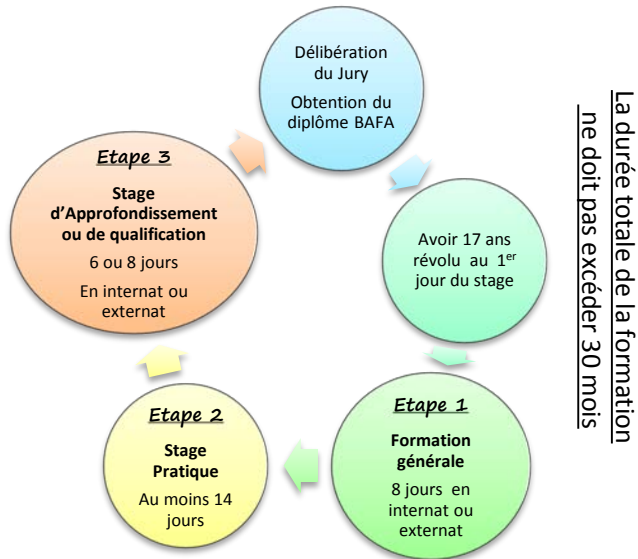 Délibération
du Jury
Obtention du
diplôme BAFA
Avoir 17 ans
révolu au 1er
jour du stage
Etape 1
Formation
générale
8 jours en
internat ou
externat
Etape 2
Stage
Pratique
Au moins 14
jours
Etape 3
Stage
d'Approfondissement
ou de qualification
6 ou 8 jours
En internat ou
externat
La durée totale de la formation
ne doit pas excéder 30 mois